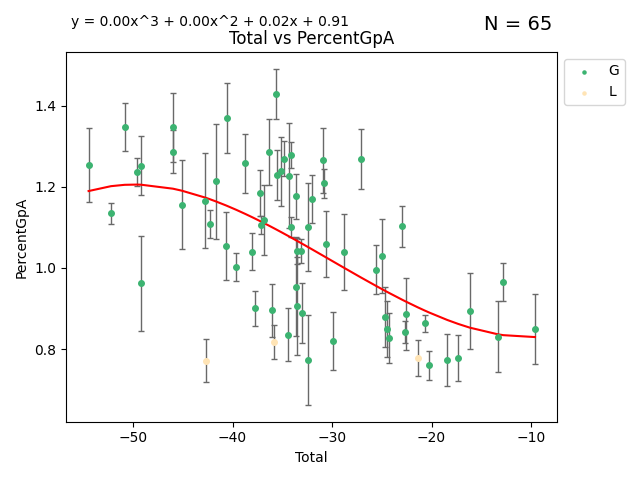 y = 0.00x^3 + 0.00x^2 + 0.02x + 0.91
N = 65
Total vs PercentGpA
G
L
PercentGpA
1.4
1.2
1.0
0.8
−50
−40
−30
−20
−10
Total